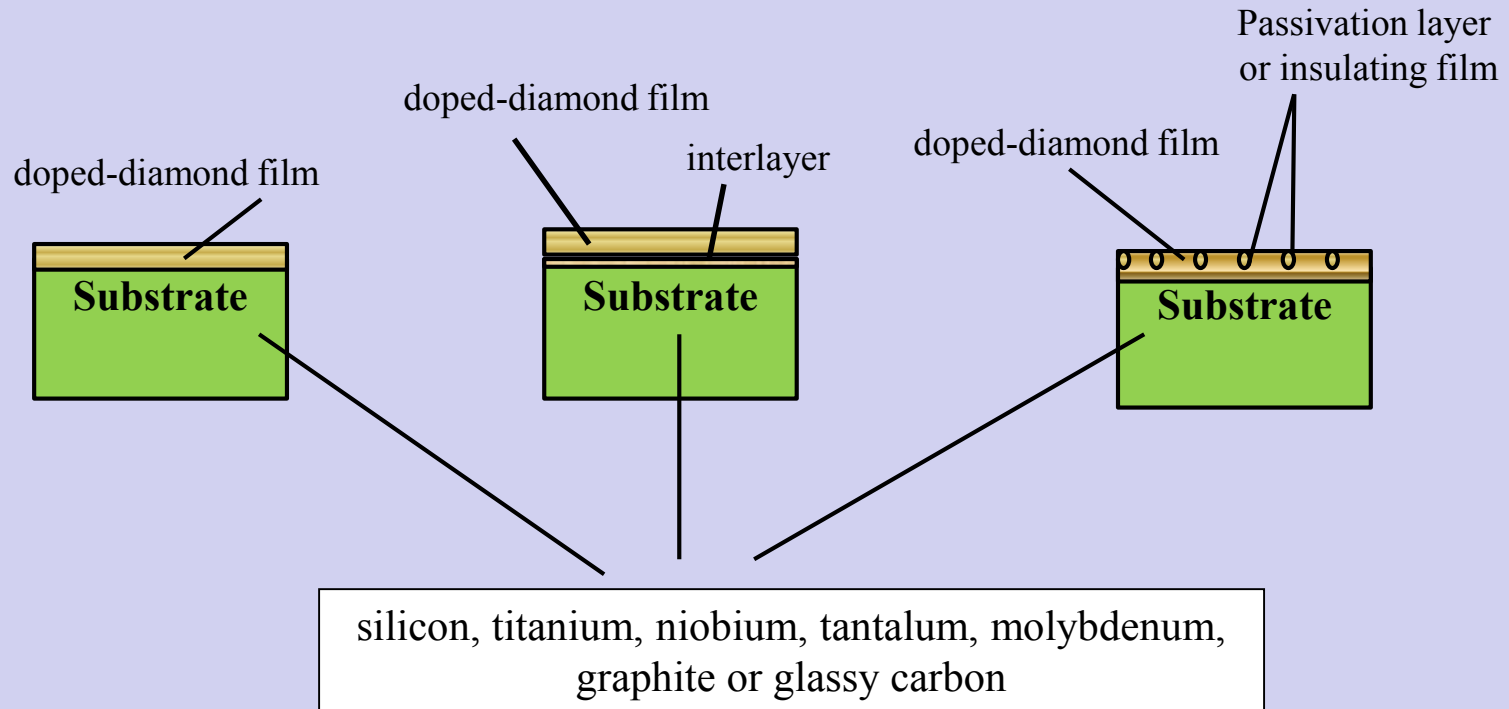 Passivation layer
or insulating film
doped-diamond film
interlayer
doped-diamond film
doped-diamond film
Substrate
Substrate
Substrate
silicon, titanium, niobium, tantalum, molybdenum,
graphite or glassy carbon